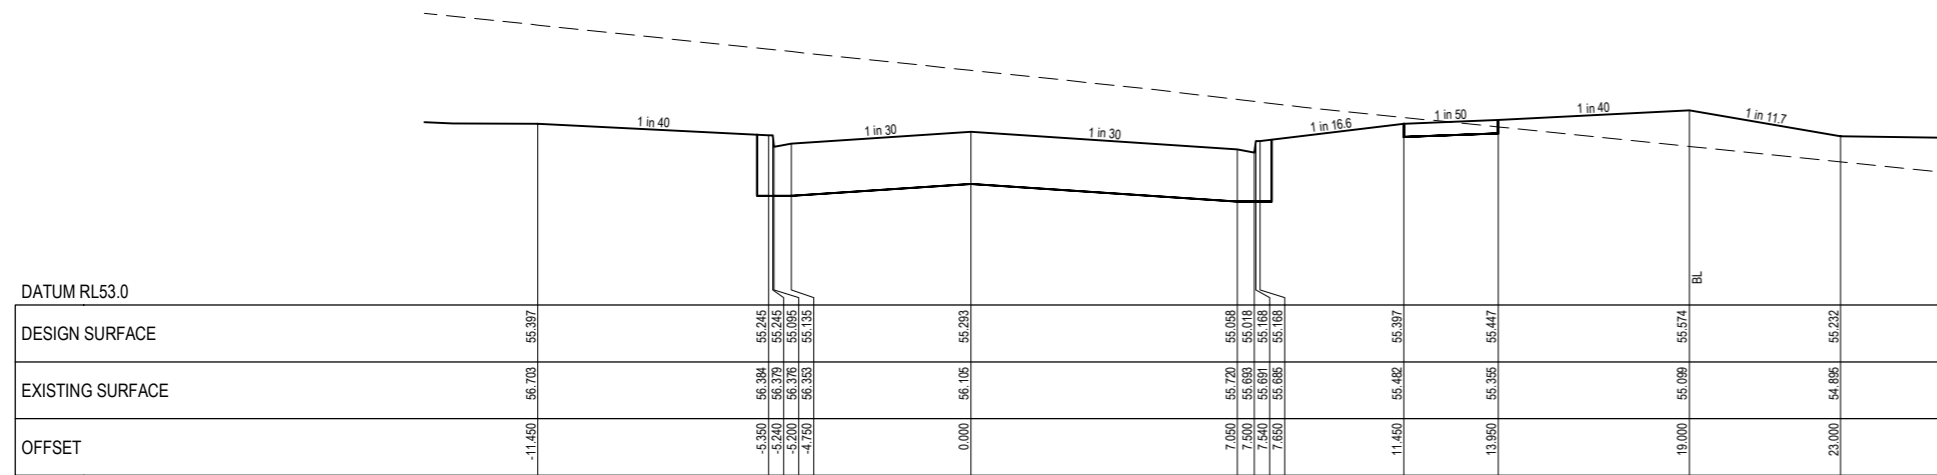 1 in 40
1 in 30
1 in 30
1 in 16.6
1 in 50
1 in 40
1 in 11.7
BL
DATUM RL53.0
DESIGN SURFACE 55.397 55.245 55.245 55.095 55.135 55.293 55.058 55.018 55.168 55.168 55.397 55.447 55.574 55.232
EXISTING SURFACE 56.703 56.384 56.379 56.376 56.353 56.105 55.720 55.693 55.691 55.685 55.482 55.355 55.099 54.895
OFFSET -11.450 -5.350 -5.240 -5.200 -4.750 0.000 7.050 7.500 7.540 7.650 11.450 13.950 19.000 23.000